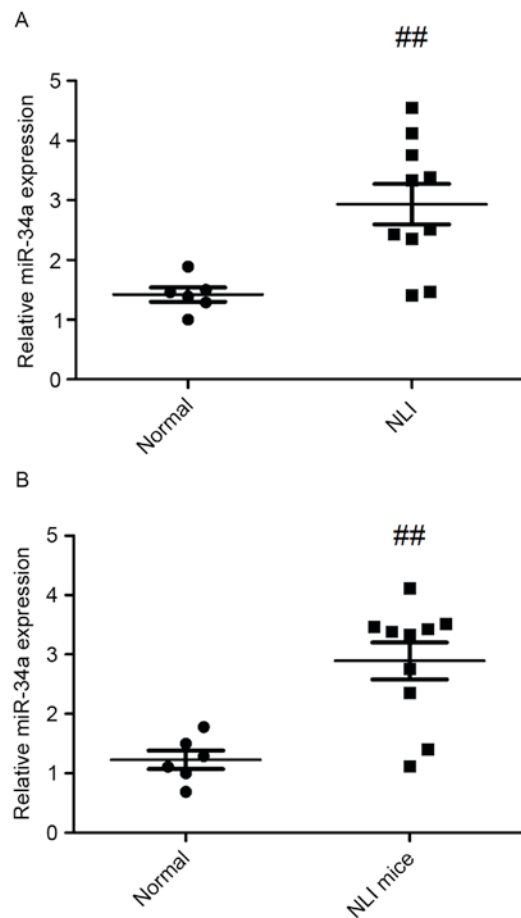 A
##
Relative miR-34a expression
5
4
3
2
1
0
Normal
NLI
B
##
Relative miR-34a expression
5
4
3
2
1
0
Normal
NLI mice